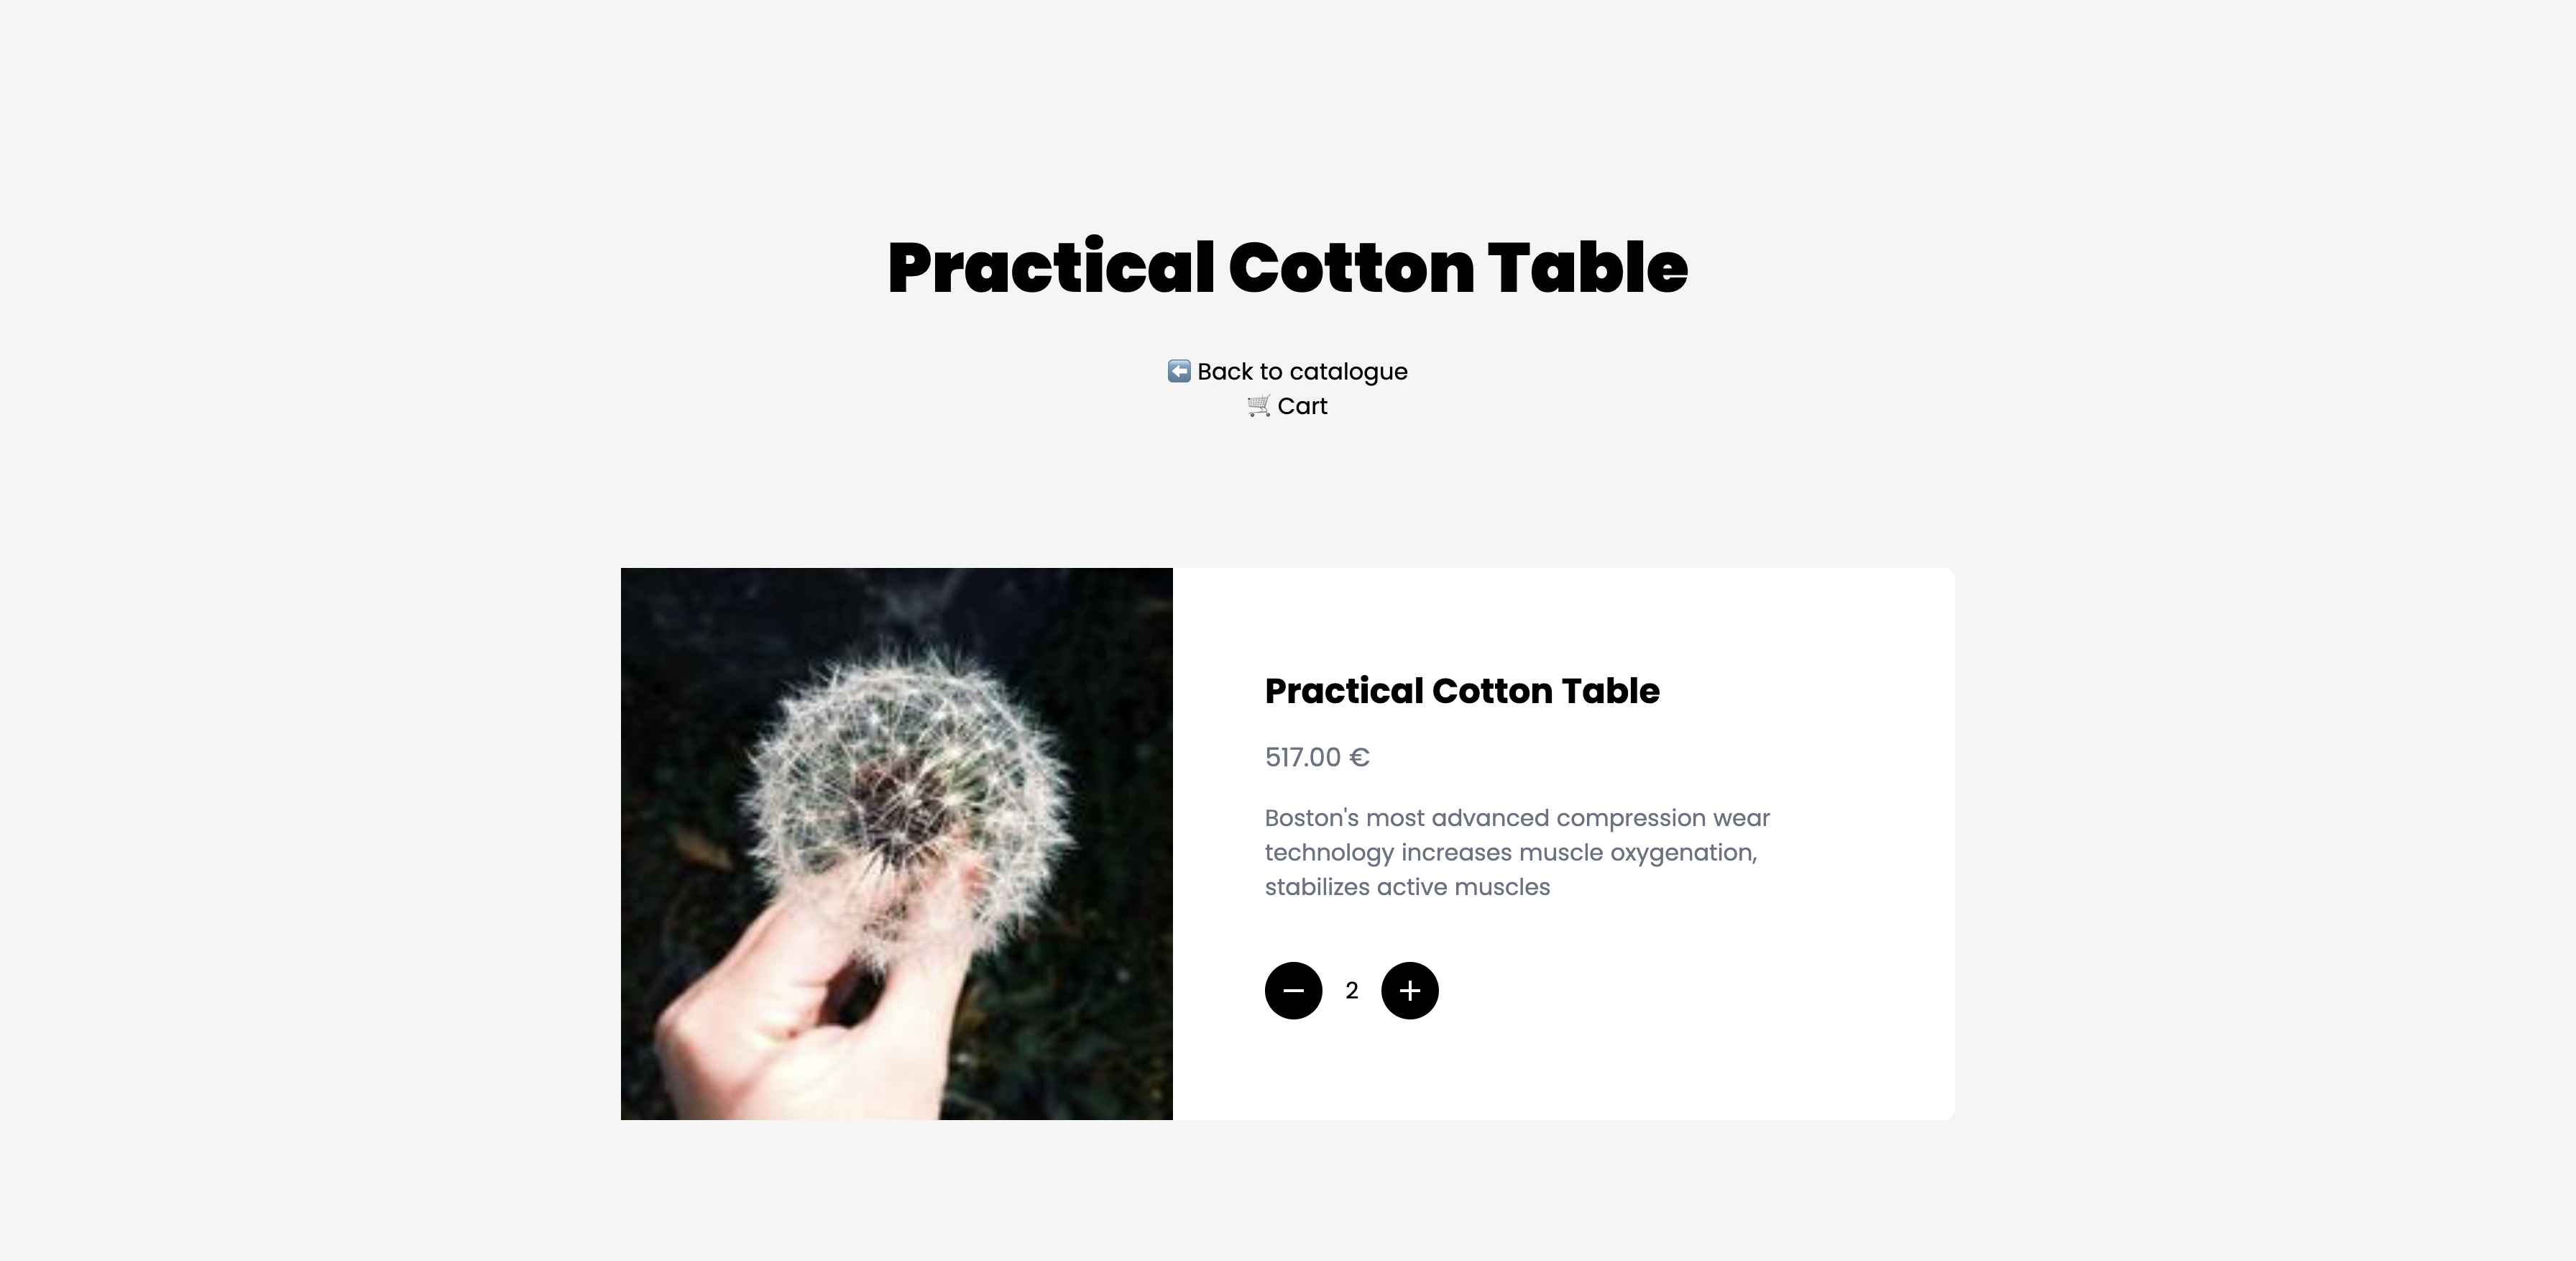 Practical Cotton Table
⬅️ Back to catalogue
🛒 Cart
Practical Cotton Table
517.00 €
Boston's most advanced compression wear
technology increases muscle oxygenation,
stabilizes active muscles
− 2 +